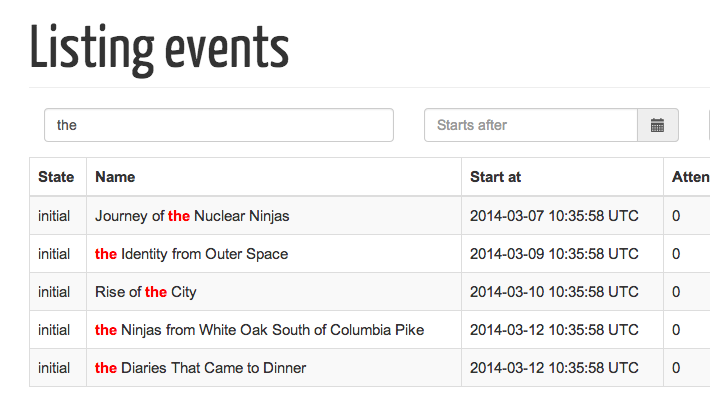 Listing events
the Starts after
State Name Start at Atten
initial Journey of the Nuclear Ninjas 2014-03-07 10:35:58 UTC 0
initial the Identity from Outer Space 2014-03-09 10:35:58 UTC 0
initial Rise of the City 2014-03-10 10:35:58 UTC 0
initial the Ninjas from White Oak South of Columbia Pike 2014-03-12 10:35:58 UTC 0
initial the Diaries That Came to Dinner 2014-03-12 10:35:58 UTC 0